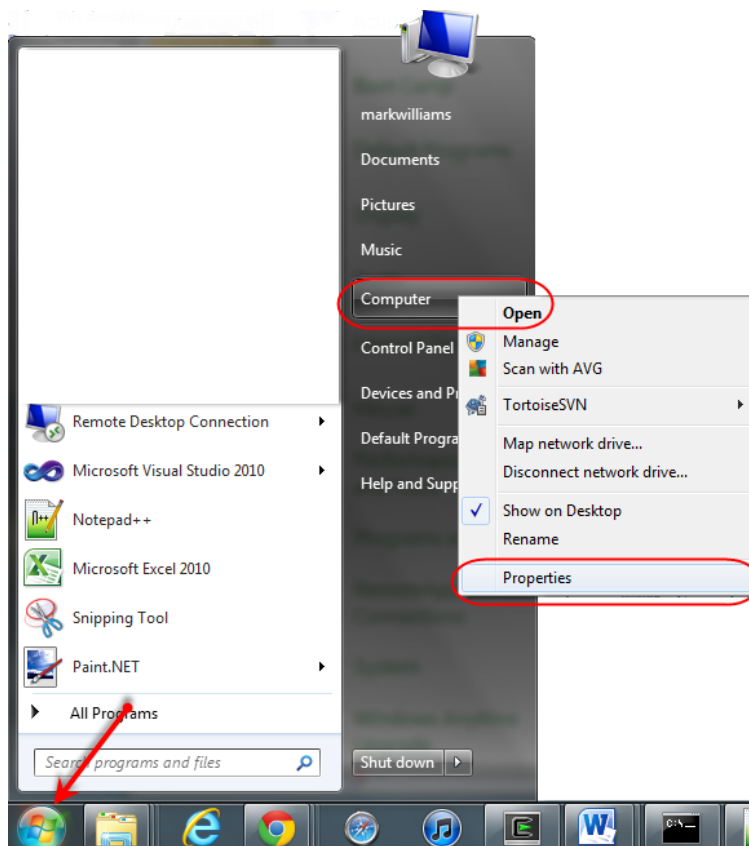 markwilliams
Documents
Pictures
Music
Computer
Control Panel
Devices and Pr
Default Progra
Help and Supp
Open
Manage
Scan with AVG
TortoiseSVN
Map network drive...
Disconnect network drive...
Show on Desktop
Rename
Properties
Remote Desktop Connection
Microsoft Visual Studio 2010
Notepad++
Microsoft Excel 2010
Snipping Tool
Paint.NET
All Programs
Search programs and files
Shut down
C:\_